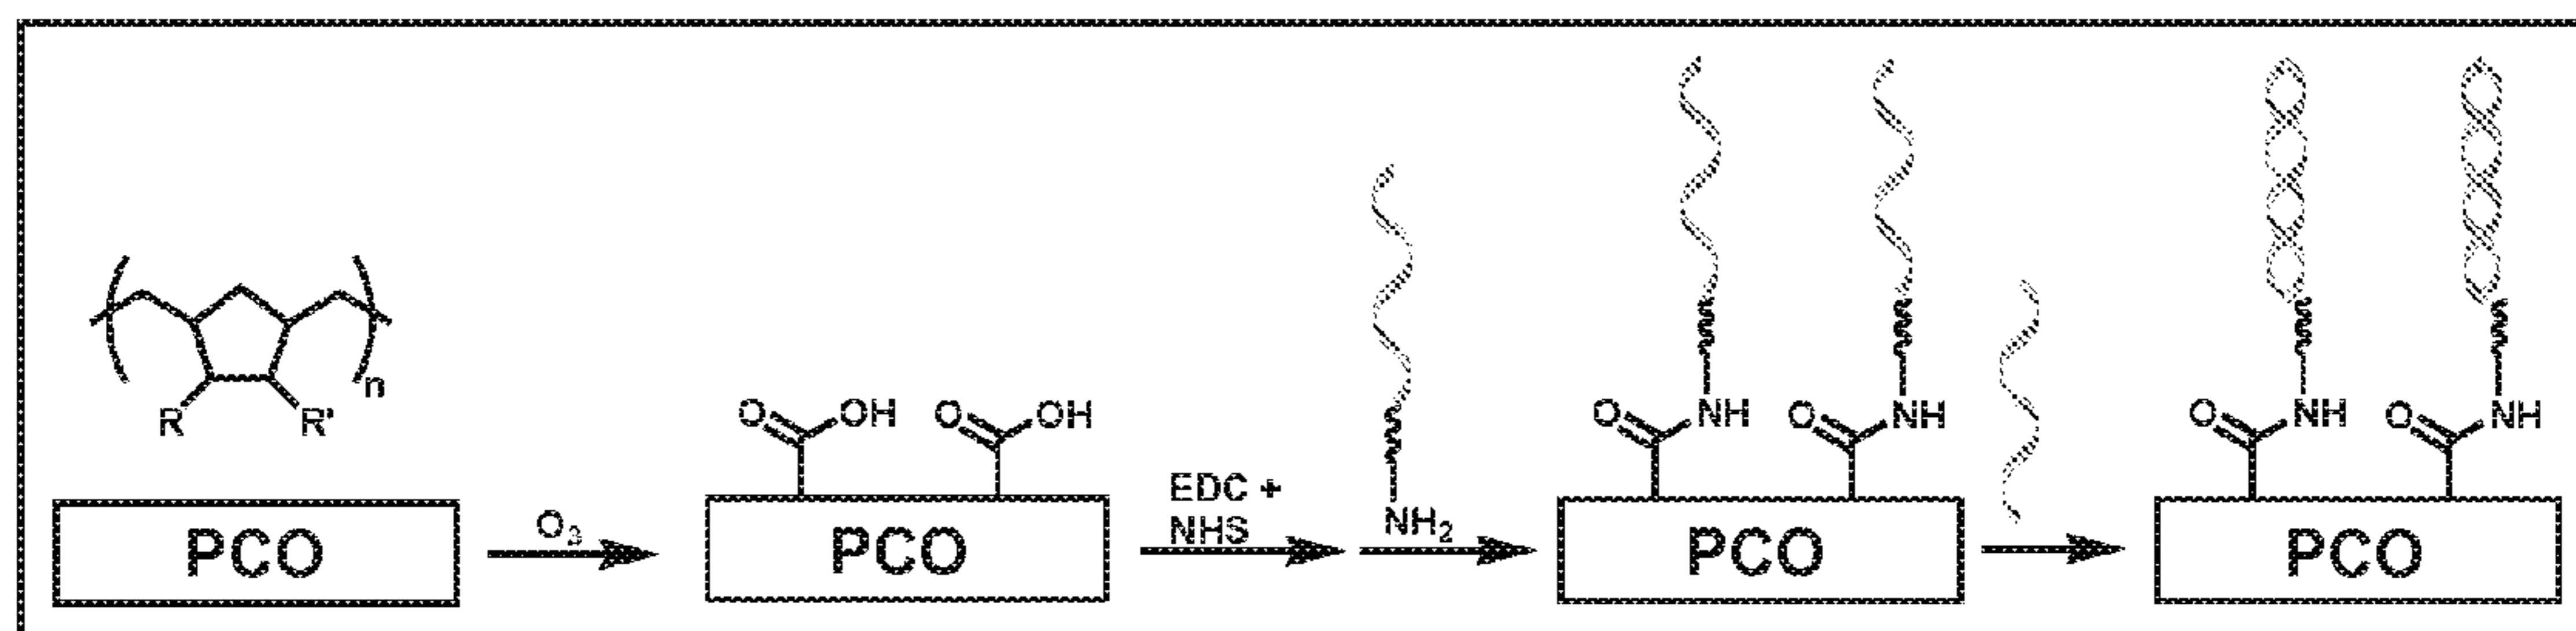 n
R R'
PCO
O₃
O OH O OH
PCO
EDC +
NHS
NH₂
O NH O NH
PCO
O NH O NH
PCO